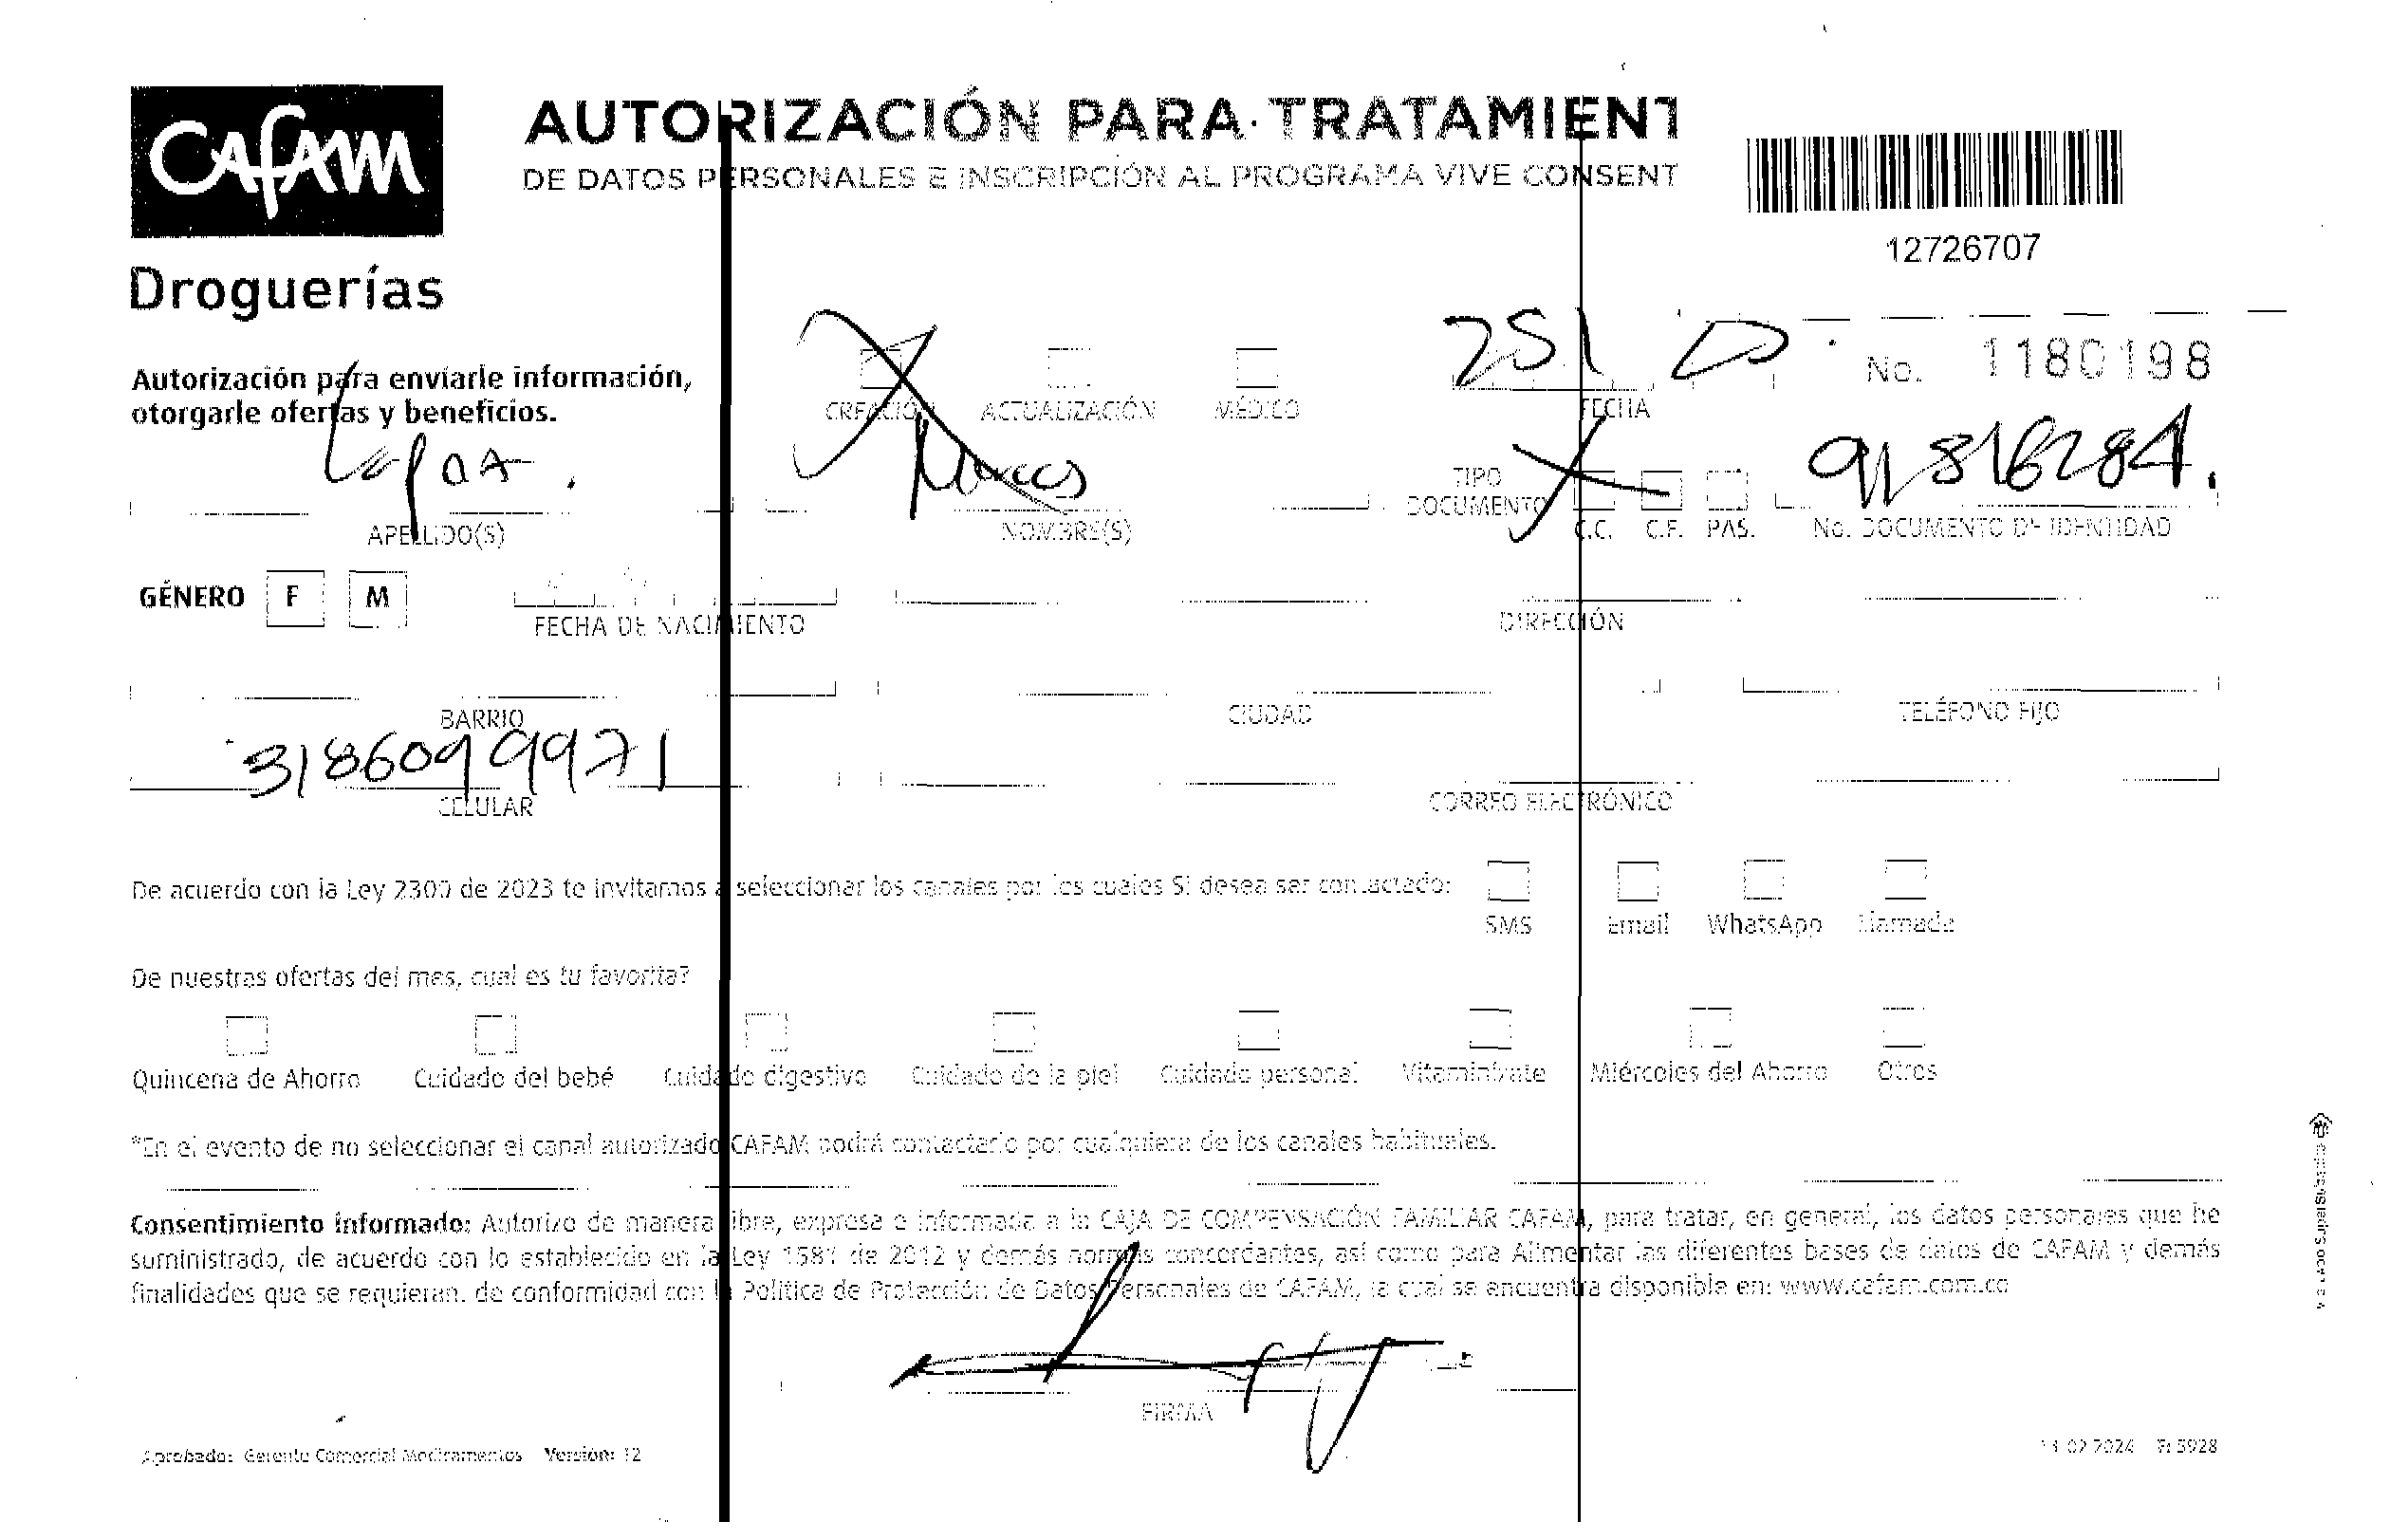 CAFAM
Droguerías
AUTORIZACIÓN PARA TRATAMIENT
DE DATOS PERSONALES E INSCRIPCIÓN AL PROGRAMA VIVE CONSENT
12726707
No. 1180198
Autorización para enviarle información,
otorgarle ofertas y beneficios.
CREACIÓN ACTUALIZACIÓN MÉDICO
FECHA
APELLIDO(S)
NOMBRE(S)
TIPO
DOCUMENTO
C.C. C.E. PAS.
No. DOCUMENTO DE IDENTIDAD
GÉNERO F M
FECHA DE NACIMIENTO
DIRECCIÓN
BARRIO
CIUDAD
TELÉFONO FIJO
3186099971
CELULAR
CORREO ELECTRÓNICO
De acuerdo con la Ley 2300 de 2023 te invitamos a seleccionar los canales por los cuales SI desea ser contactado:
SMS Email WhatsApp Llamada
De nuestras ofertas del mes, cual es tu favorita?
Quincena de Ahorro Cuidado del bebé Cuidado digestivo Cuidado de la piel Cuidado personal Vitamínfvate Miércoles del Ahorro Otros
*En el evento de no seleccionar el canal autorizado CAFAM podrá contactarlo por cualquiera de los canales habituales.
Consentimiento Informado: Autorizo de manera libre, expresa e informada a la CAJA DE COMPENSACIÓN FAMILIAR CAFAM, para tratar, en general, los datos personales que he
suministrado, de acuerdo con lo establecido en la Ley 1581 de 2012 y demás normas concordantes, así como para Alimentar las diferentes bases de datos de CAFAM y demás
finalidades que se requieran. de conformidad con la Política de Protección de Datos Personales de CAFAM, la cual se encuentra disponible en: www.cafam.com.co
FIRMA
Aprobado: Gerente Comercial Medicamentos Versión: 12